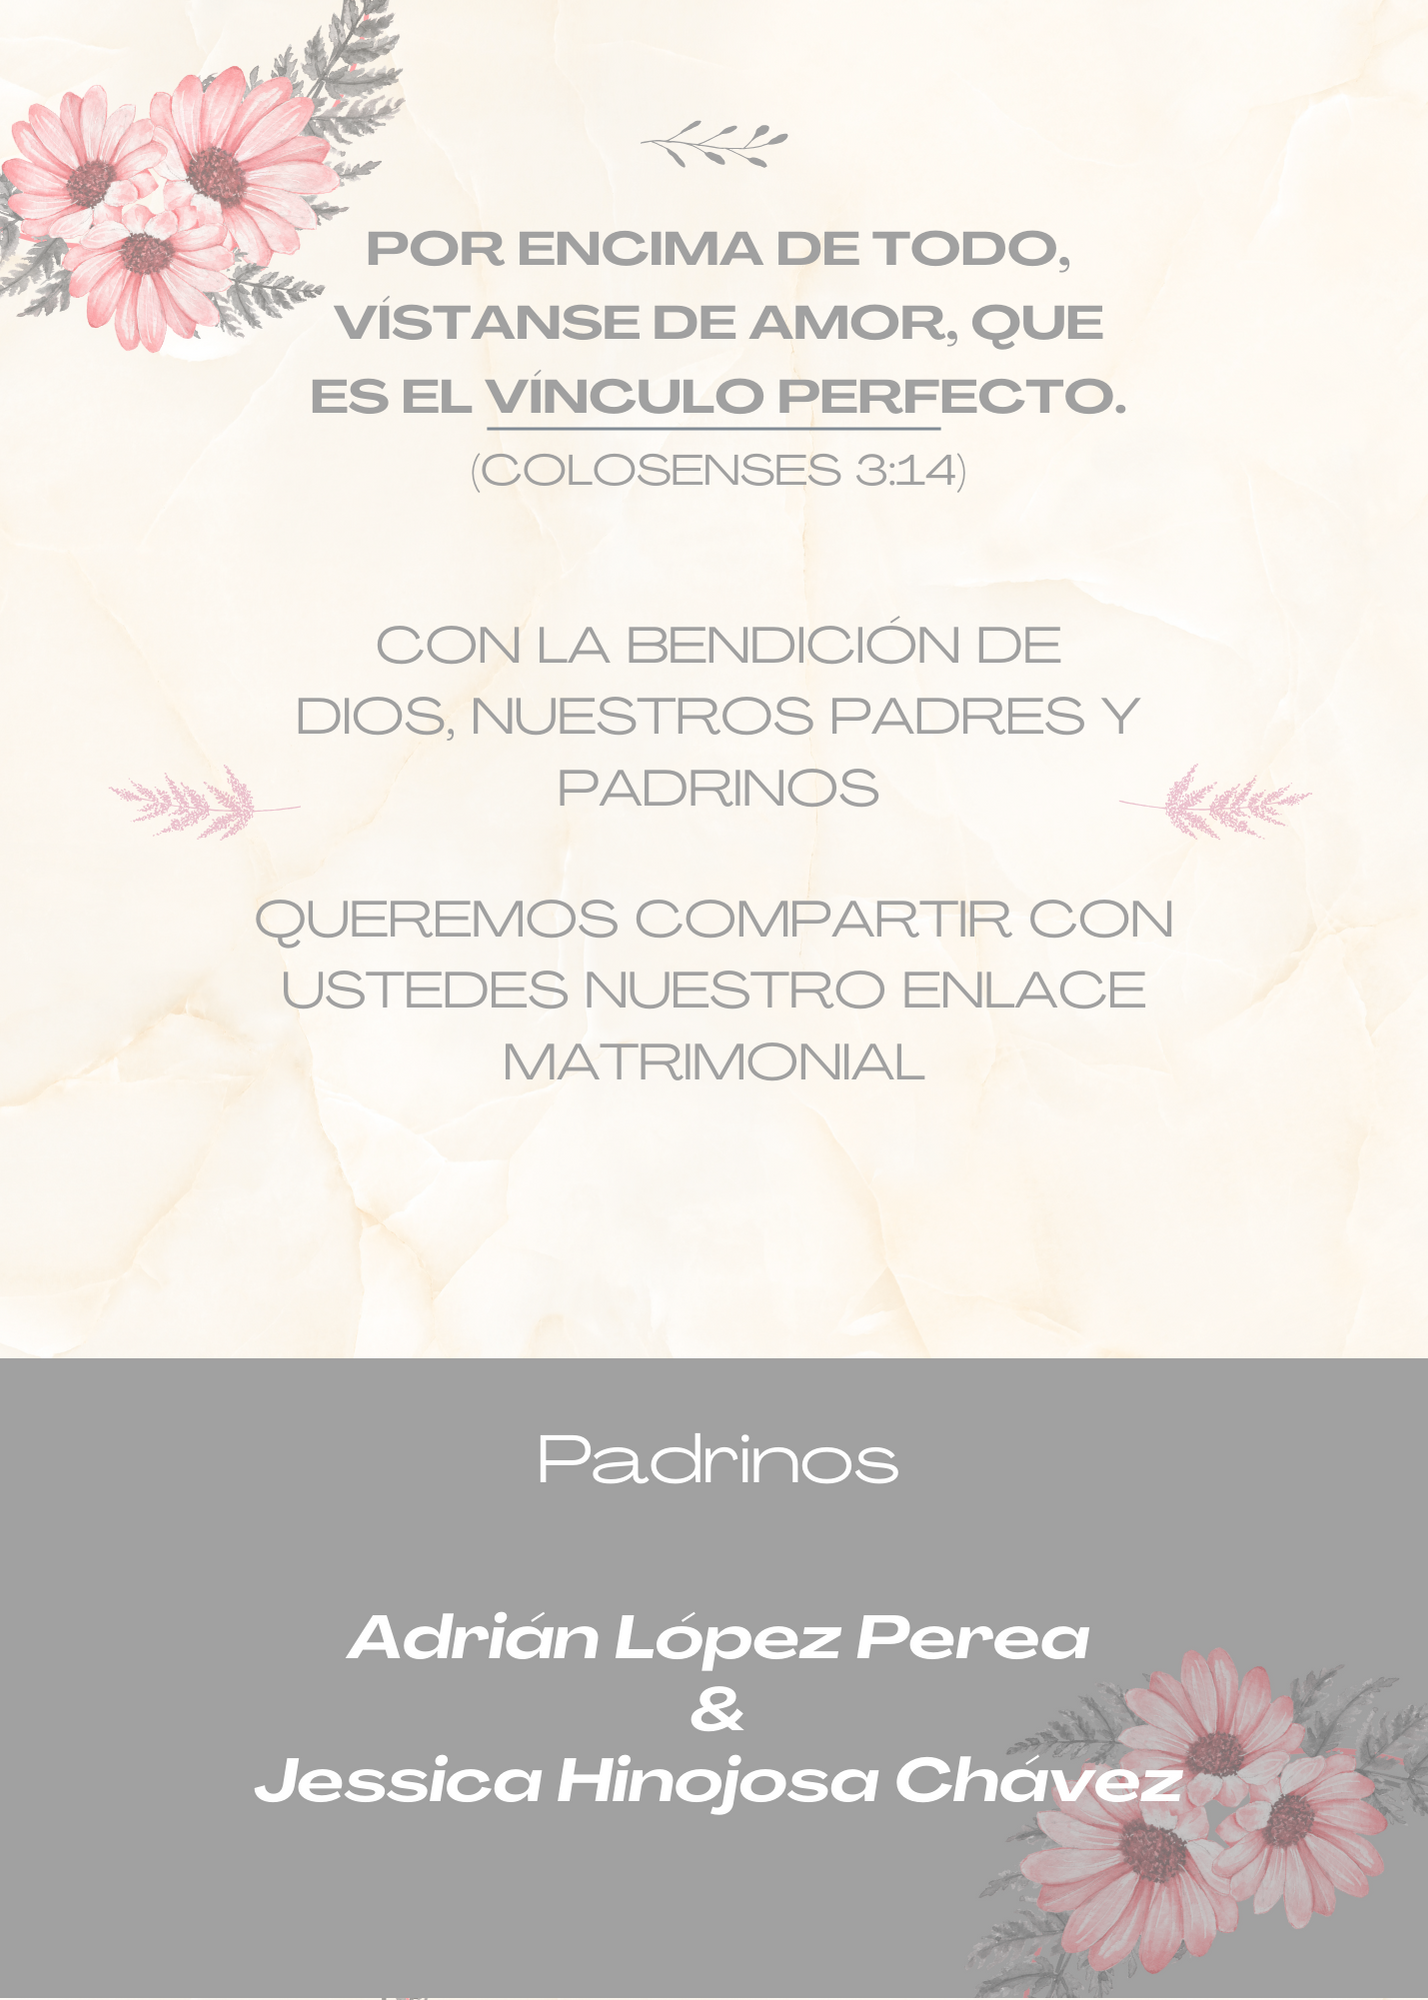 POR ENCIMA DE TODO,
VÍSTANSE DE AMOR, QUE
ES EL VÍNCULO PERFECTO.
(COLOSENSES 3:14)
CON LA BENDICIÓN DE
DIOS, NUESTROS PADRES Y
PADRINOS
QUEREMOS COMPARTIR CON
USTEDES NUESTRO ENLACE
MATRIMONIAL
Padrinos
Adrián López Perea
&
Jessica Hinojosa Chávez